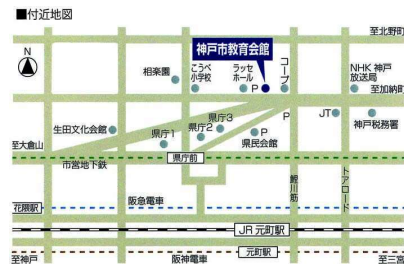 ■付近地図
至北野町
N
神戸市教育会館
相楽園
こうべ
小学校
ラッセ
ホール
P
コープ
NHK 神戸
放送局
至加納町
生田文化会館
県庁1
県庁2
県庁3
P
P
県民会館
JT
神戸税務署
至大倉山
市営地下鉄
県庁前
鯉川筋
トアロード
花隈駅
阪急電車
JR 元町駅
元町駅
至神戸
阪神電車
至三宮